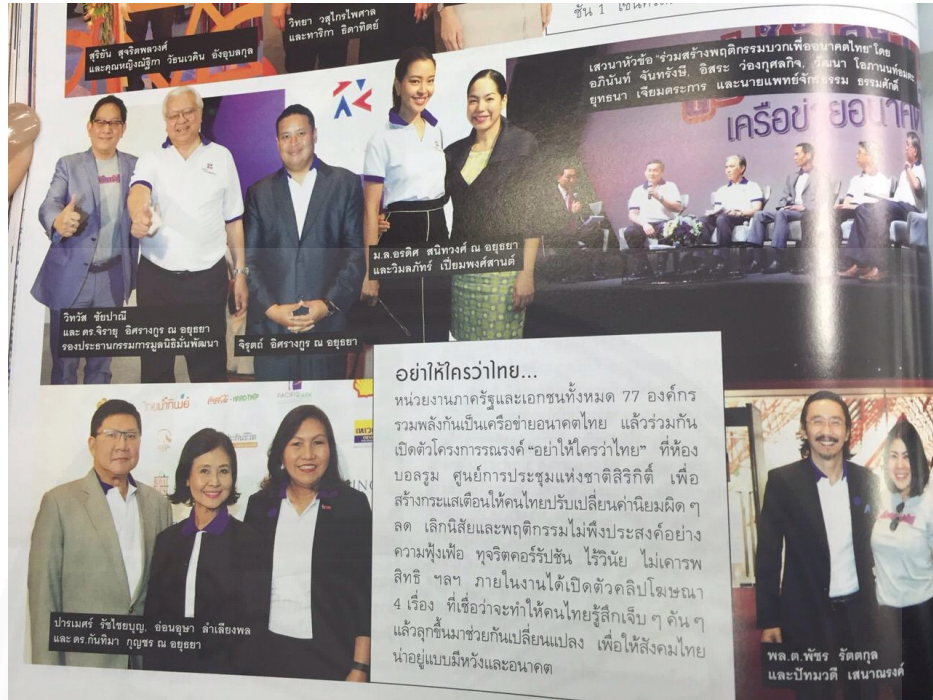 สุริยัน สุจริตพลวงศ์
และคุณหญิงณัฐิกา วัธนเวคิน อังอุบลกุล
วิทยา วสุไกรไพศาล
และทาริกา ธิดาทิตย์
ชั้น 1
เสวนาหัวข้อ "ร่วมสร้างพฤติกรรมบวกเพื่ออนาคตไทย" โดย
อภินันท์ จันทรังษี, อิสระ ว่องกุศลกิจ, วัฒนา โอภานนท์อมตะ
ยุทธนา เจียมตระการ และนายแพทย์จักรธรรม ธรรมศักดิ์
เครือข่ายอนาคต
ม.ล.อรดิศ สนิทวงศ์ ณ อยุธยา
และวิมลภัทร์ เปี่ยมพงศ์สานต์
วิทวัส ชัยปาณี
และ ดร.จิรายุ อิศรางกูร ณ อยุธยา
รองประธานกรรมการมูลนิธิมั่นพัฒนา
จิรุตถ์ อิศรางกูร ณ อยุธยา
อย่าให้ใครว่าไทย...
หน่วยงานภาครัฐและเอกชนทั้งหมด 77 องค์กร
รวมพลังกันเป็นเครือข่ายอนาคตไทย แล้วร่วมกัน
เปิดตัวโครงการรณรงค์ "อย่าให้ใครว่าไทย" ที่ห้อง
บอลรูม ศูนย์การประชุมแห่งชาติสิริกิติ์ เพื่อ
สร้างกระแสเตือนให้คนไทยปรับเปลี่ยนค่านิยมผิด ๆ
ลด เลิกนิสัยและพฤติกรรมไม่พึงประสงค์อย่าง
ความฟุ้งเฟ้อ ทุจริตคอร์รัปชัน ไร้วินัย ไม่เคารพ
สิทธิ ฯลฯ ภายในงานได้เปิดตัวคลิปโฆษณา
4 เรื่อง ที่เชื่อว่าจะทำให้คนไทยรู้สึกเจ็บ ๆ คัน ๆ
แล้วลุกขึ้นมาช่วยกันเปลี่ยนแปลง เพื่อให้สังคมไทย
น่าอยู่แบบมีหวังและอนาคต
ไทยน้ำทิพย์
ปารเมศร์ รัชไชยบุญ, อ่อนอุษา ลำเลียงพล
และ ดร.กันทิมา กุญชร ณ อยุธยา
พล.ต.พัชร รัตตกุล
และปัทมวดี เสนาณรงค์